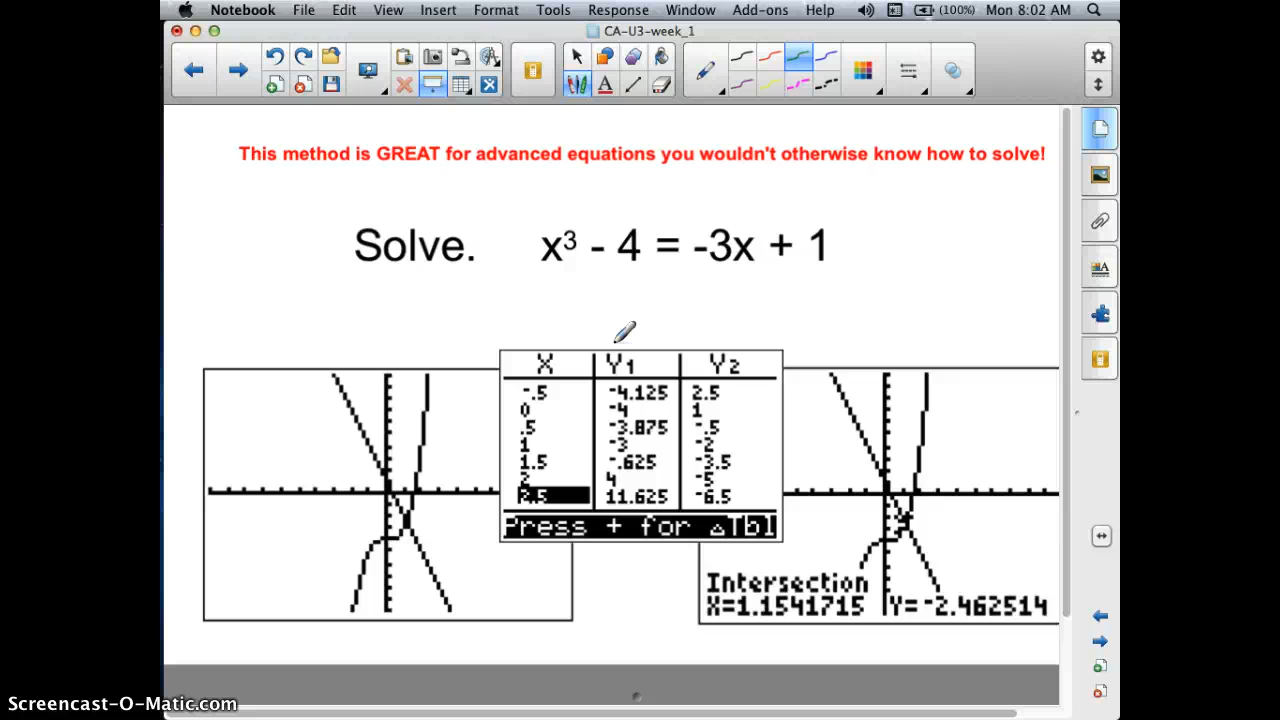 Notebook File Edit View Insert Format Tools Response Window Add-ons Help (100%) Mon 8:02 AM
CA-U3-week_1
This method is GREAT for advanced equations you wouldn't otherwise know how to solve!
Solve. x³ - 4 = -3x + 1
X Y₁ Y₂
-.5 -4.125 2.5
0 -4 1
.5 -3.875 -.5
1 -3 -2
1.5 -.625 -3.5
2 4 -5
2.5 11.625 -6.5
Press + for △Tbl
Intersection
X=1.1541715 Y=-2.462514
Screencast-O-Matic.com